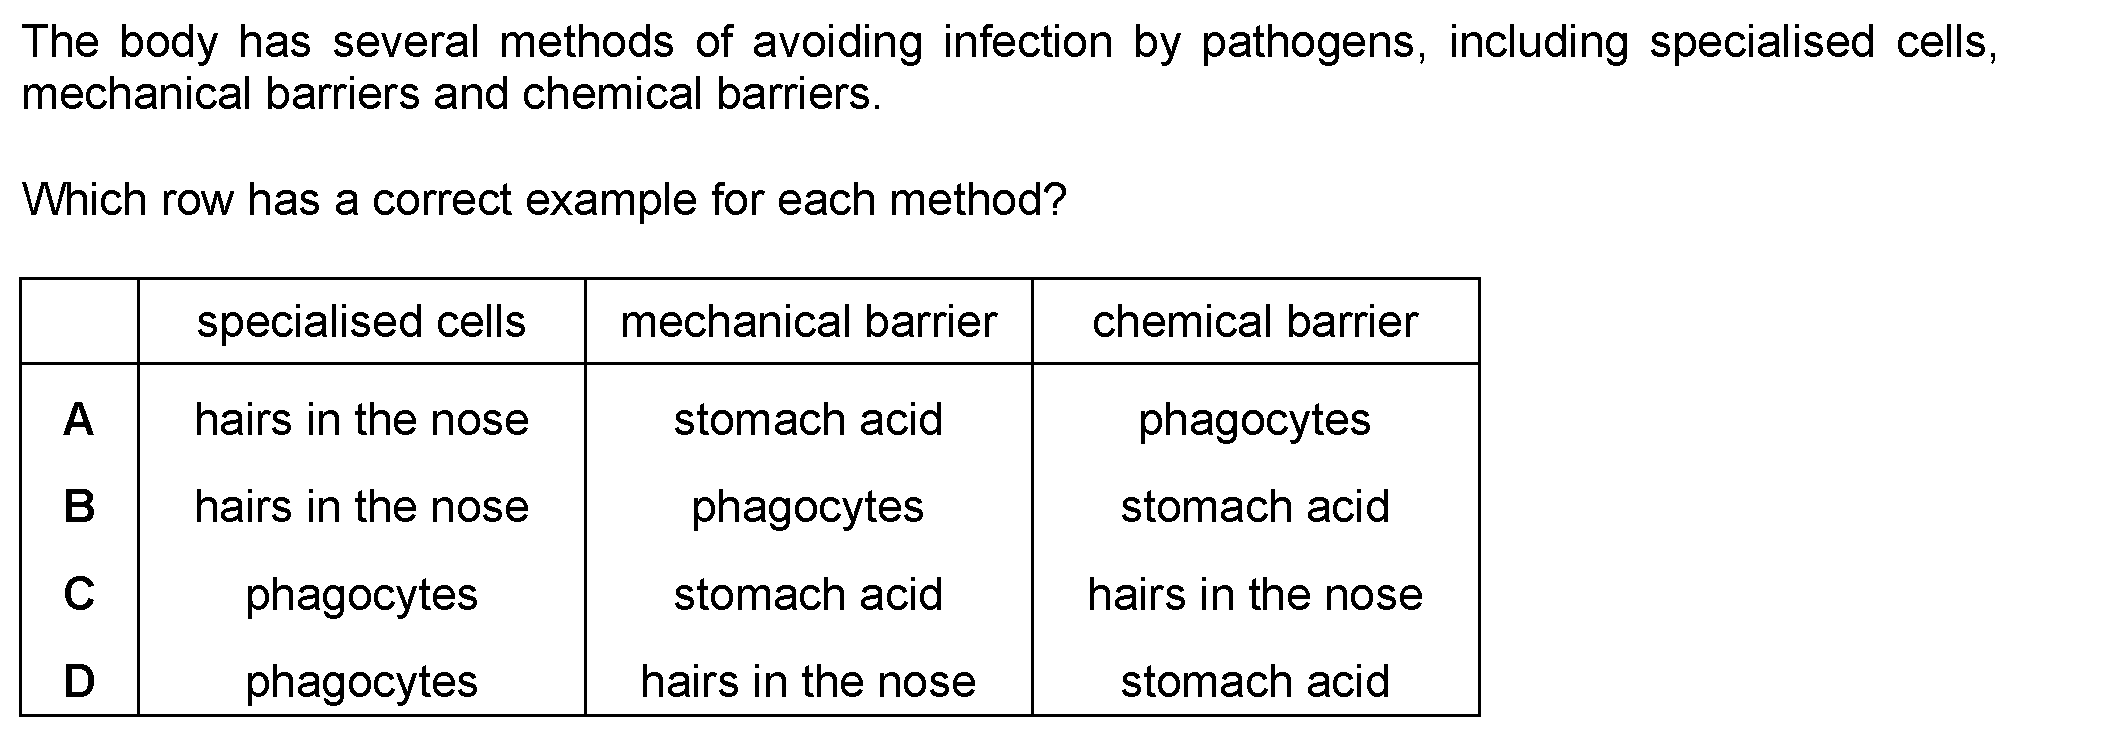 The body has several methods of avoiding infection by pathogens, including specialised cells,
mechanical barriers and chemical barriers.
Which row has a correct example for each method?
specialised cells mechanical barrier chemical barrier
A hairs in the nose stomach acid phagocytes
B hairs in the nose phagocytes stomach acid
C phagocytes stomach acid hairs in the nose
D phagocytes hairs in the nose stomach acid